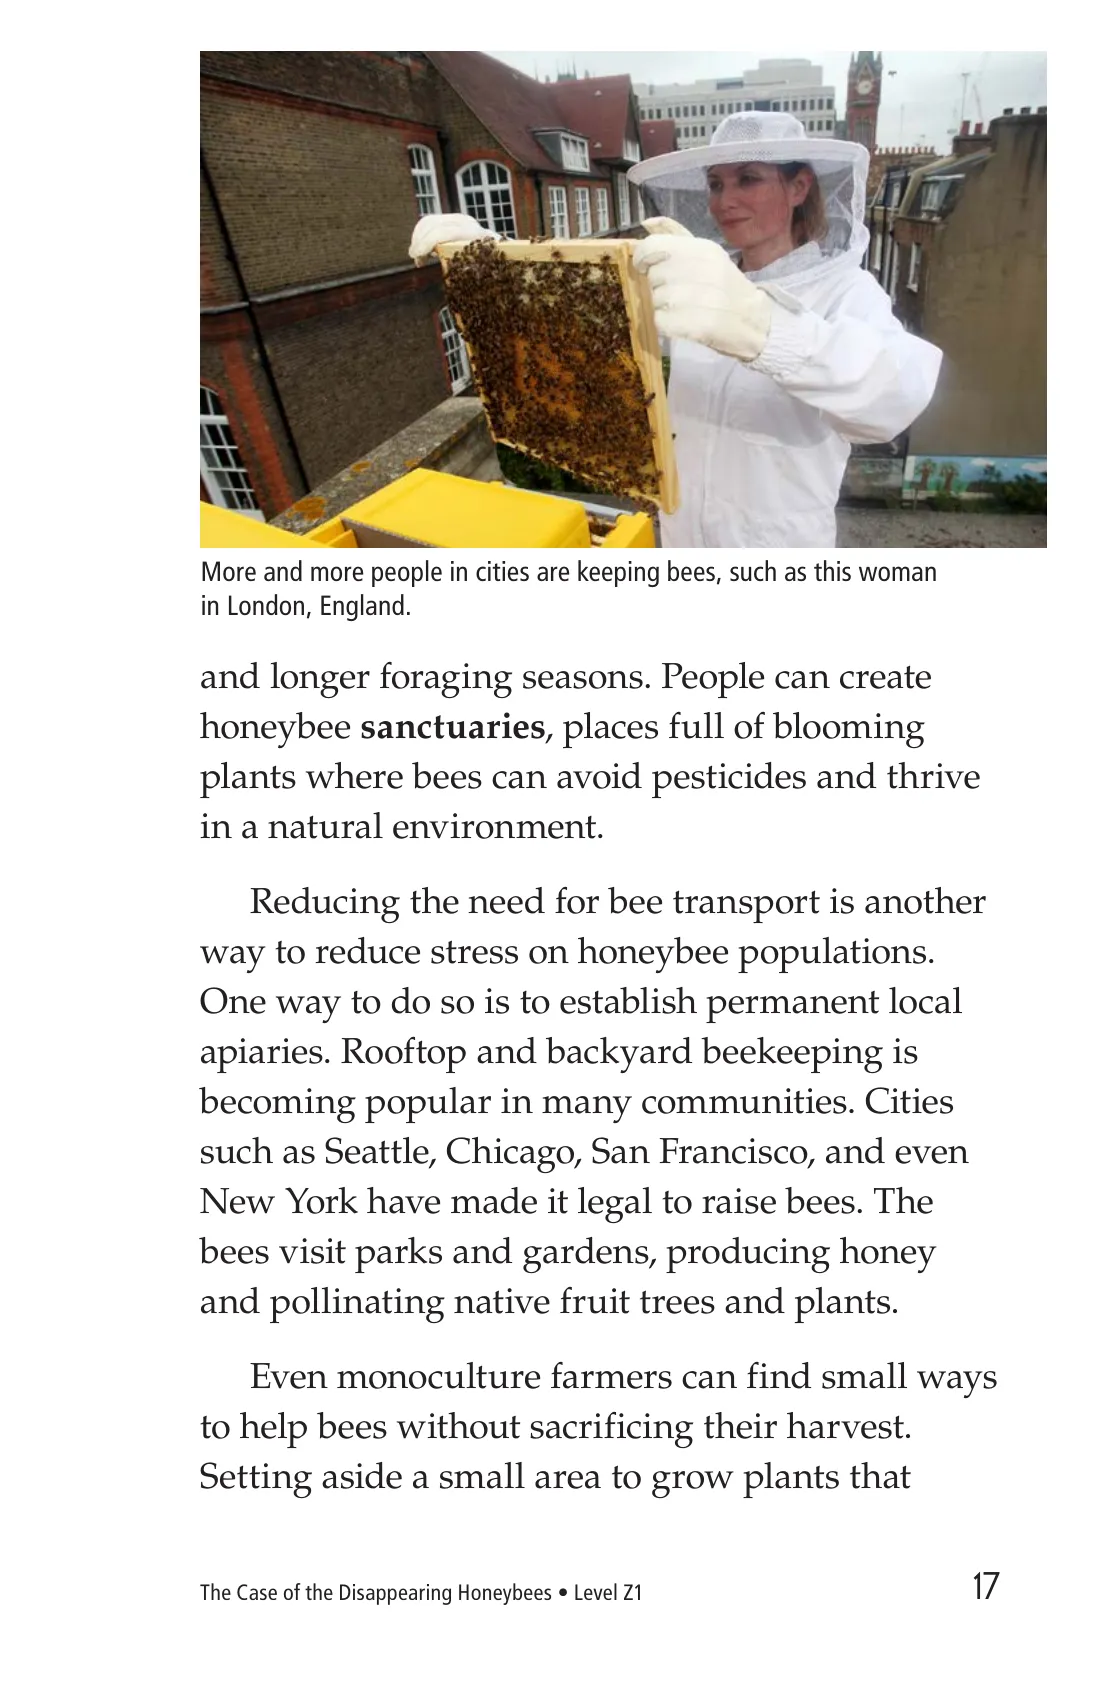 More and more people in cities are keeping bees, such as this woman
in London, England.
and longer foraging seasons. People can create
honeybee sanctuaries, places full of blooming
plants where bees can avoid pesticides and thrive
in a natural environment.
Reducing the need for bee transport is another
way to reduce stress on honeybee populations.
One way to do so is to establish permanent local
apiaries. Rooftop and backyard beekeeping is
becoming popular in many communities. Cities
such as Seattle, Chicago, San Francisco, and even
New York have made it legal to raise bees. The
bees visit parks and gardens, producing honey
and pollinating native fruit trees and plants.
Even monoculture farmers can find small ways
to help bees without sacrificing their harvest.
Setting aside a small area to grow plants that
The Case of the Disappearing Honeybees • Level Z1
17